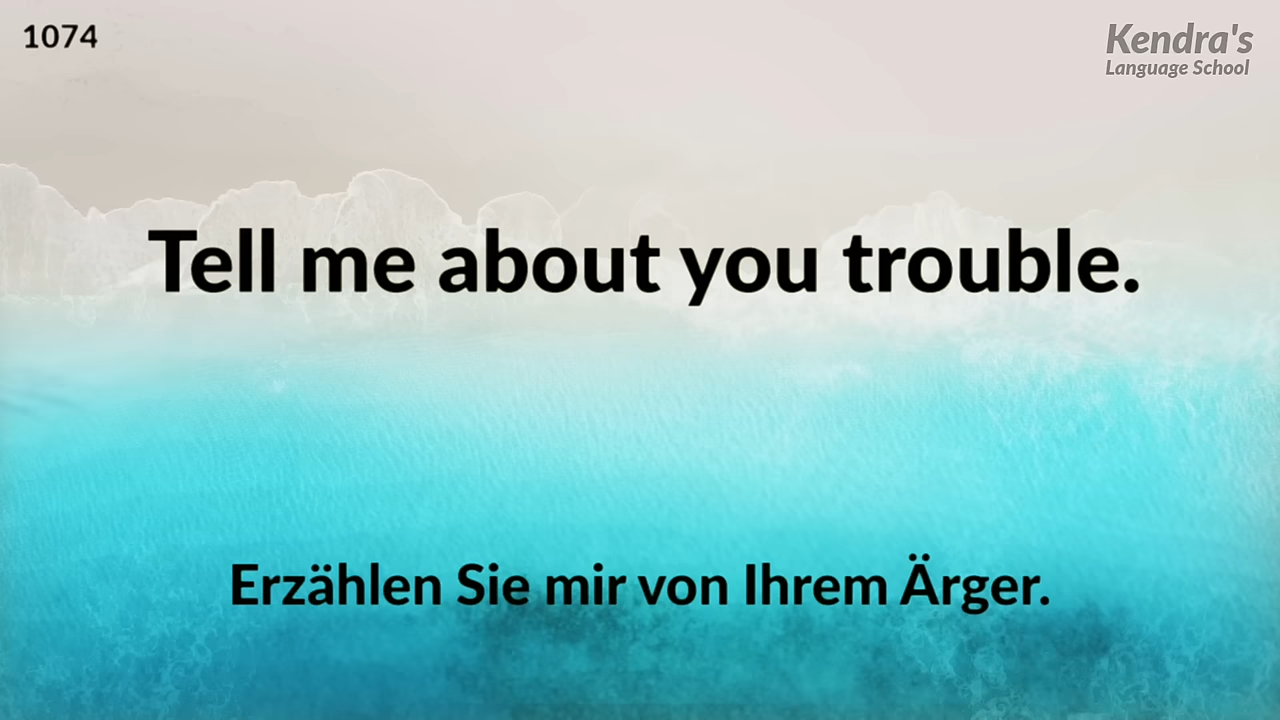 1074
Kendra's
Language School
Tell me about you trouble.
Erzählen Sie mir von Ihrem Ärger.